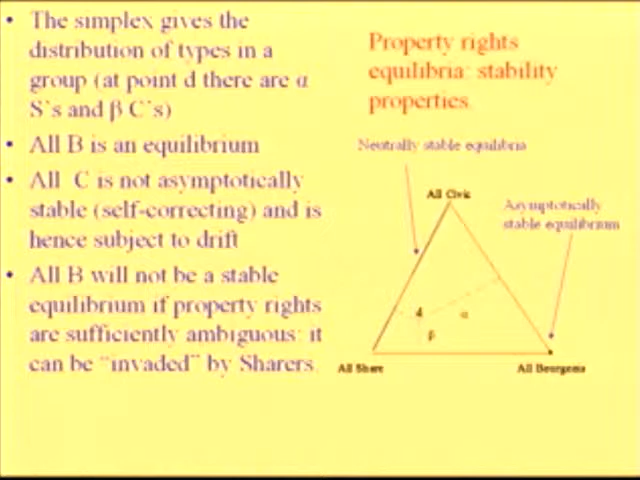 • The simplex gives the
distribution of types in a
group (at point d there are α
S's and β C's)
• All B is an equilibrium
• All C is not asymptotically
stable (self-correcting) and is
hence subject to drift
• All B will not be a stable
equilibrium if property rights
are sufficiently ambiguous: it
can be "invaded" by Sharers.
Property rights
equilibria: stability
properties
Neutrally stable equilibria
All Civic
Asymptotically
stable equilibrium
d
α
β
All Share
All Bourgeois